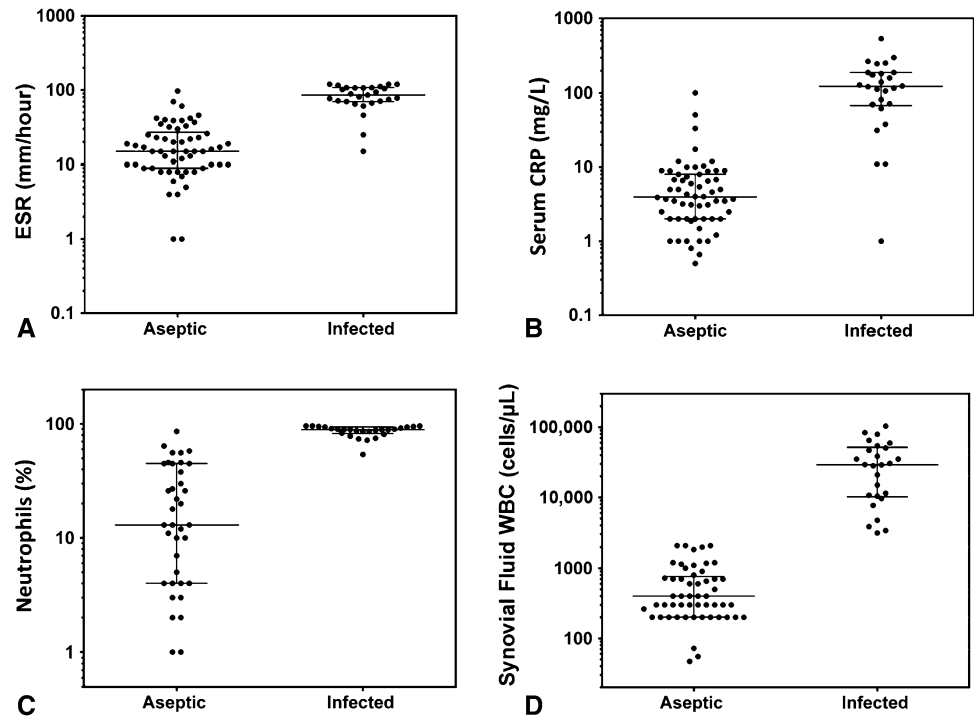 ESR (mm/hour)
1000
100
10
1
0.1
Aseptic
Infected
A
Serum CRP (mg/L)
1000
100
10
1
0.1
Aseptic
Infected
B
Neutrophils (%)
100
10
1
Aseptic
Infected
C
Synovial Fluid WBC (cells/µL)
100,000
10,000
1000
100
Aseptic
Infected
D